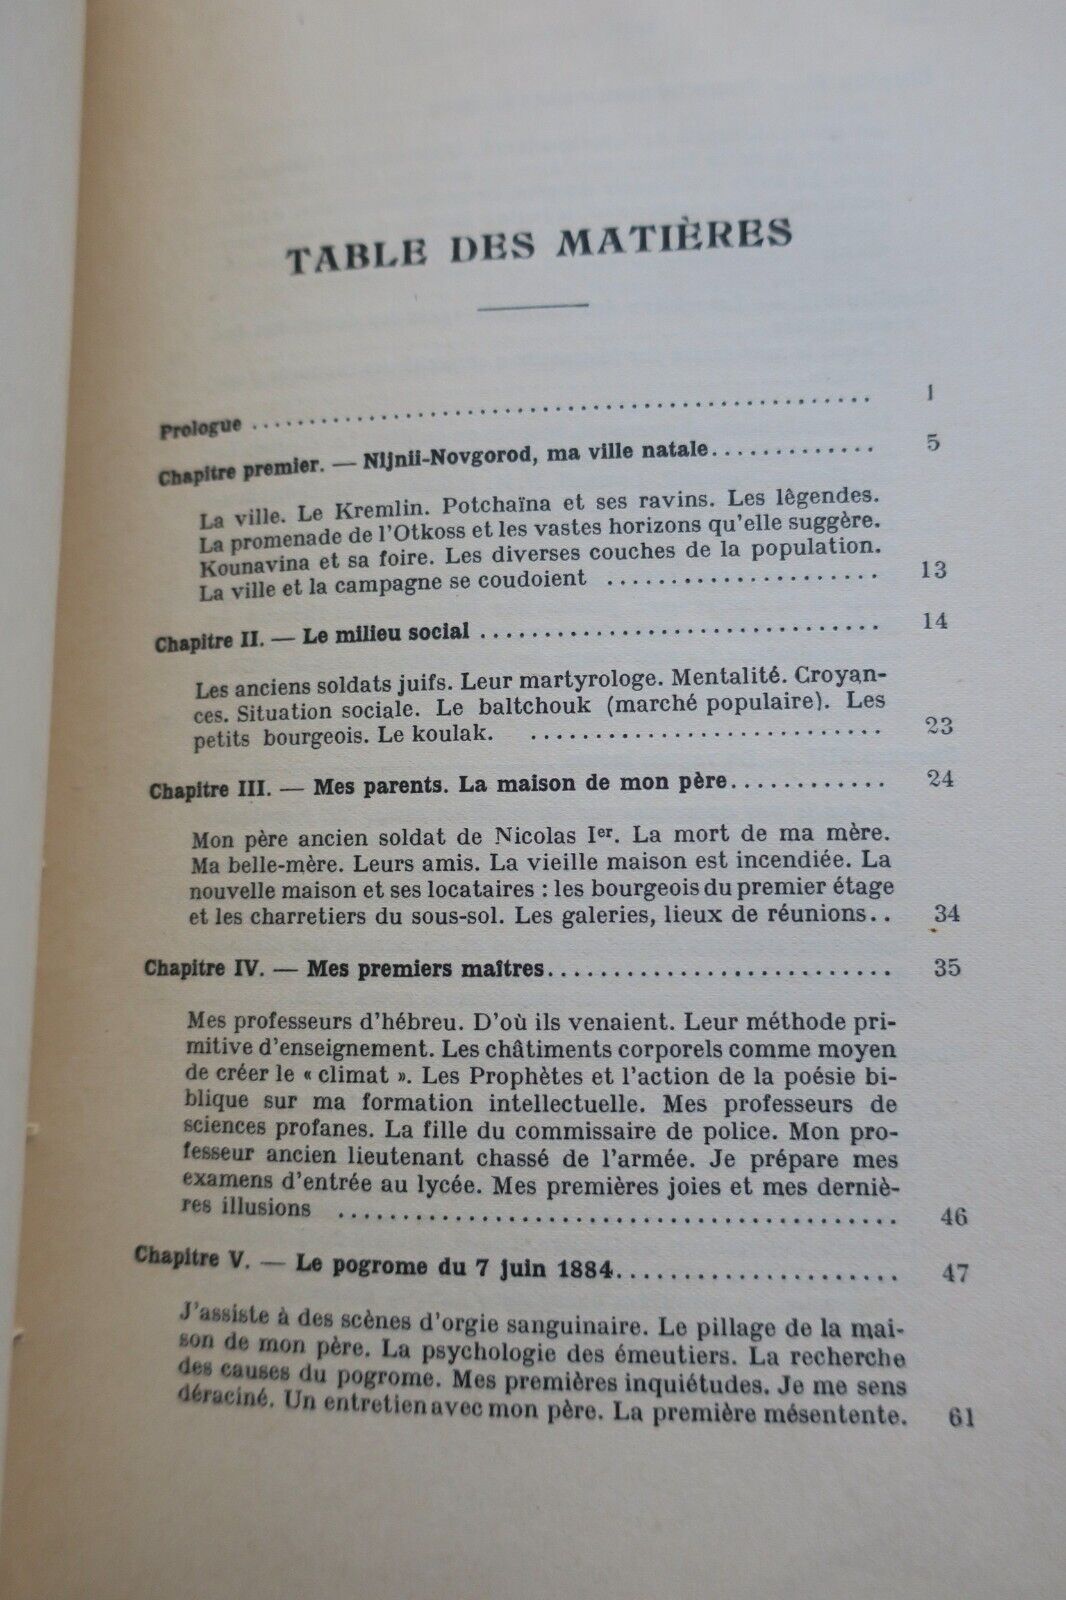 TABLE DES MATIÈRES
Prologue ........................................ 1
Chapitre premier. — Nijnii-Novgorod, ma ville natale............. 5
La ville. Le Kremlin. Potchaïna et ses ravins. Les lêgendes.
La promenade de l'Otkoss et les vastes horizons qu'elle suggère.
Kounavina et sa foire. Les diverses couches de la population.
La ville et la campagne se coudoient ..................... 13
Chapitre II. — Le milieu social ............................... 14
Les anciens soldats juifs. Leur martyrologe. Mentalité. Croyan-
ces. Situation sociale. Le baltchouk (marché populaire). Les
petits bourgeois. Le koulak. ........................... 23
Chapitre III. — Mes parents. La maison de mon père............ 24
Mon père ancien soldat de Nicolas Ier. La mort de ma mère.
Ma belle-mère. Leurs amis. La vieille maison est incendiée. La
nouvelle maison et ses locataires : les bourgeois du premier étage
et les charretiers du sous-sol. Les galeries, lieux de réunions.. 34
Chapitre IV. — Mes premiers maîtres........................... 35
Mes professeurs d'hébreu. D'où ils venaient. Leur méthode pri-
mitive d'enseignement. Les châtiments corporels comme moyen
de créer le « climat ». Les Prophètes et l'action de la poésie bi-
blique sur ma formation intellectuelle. Mes professeurs de
sciences profanes. La fille du commissaire de police. Mon pro-
fesseur ancien lieutenant chassé de l'armée. Je prépare mes
examens d'entrée au lycée. Mes premières joies et mes derniè-
res illusions ........................................... 46
Chapitre V. — Le pogrome du 7 juin 1884...................... 47
J'assiste à des scènes d'orgie sanguinaire. Le pillage de la mai-
son de mon père. La psychologie des émeutiers. La recherche
des causes du pogrome. Mes premières inquiétudes. Je me sens
déraciné. Un entretien avec mon père. La première mésentente. 61